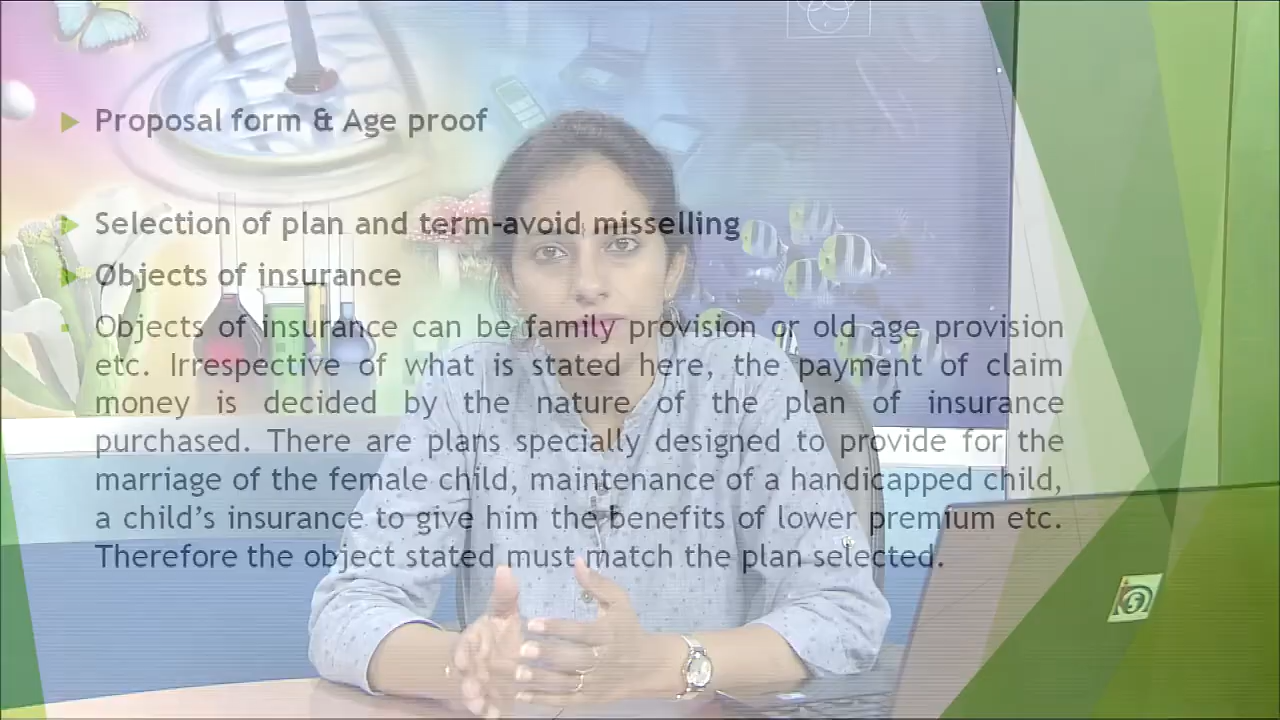 Proposal form & Age proof
Selection of plan and term-avoid misselling
Objects of insurance
Objects of insurance can be family provision or old age provision
etc. Irrespective of what is stated here, the payment of claim
money is decided by the nature of the plan of insurance
purchased. There are plans specially designed to provide for the
marriage of the female child, maintenance of a handicapped child,
a child’s insurance to give him the benefits of lower premium etc.
Therefore the object stated must match the plan selected.